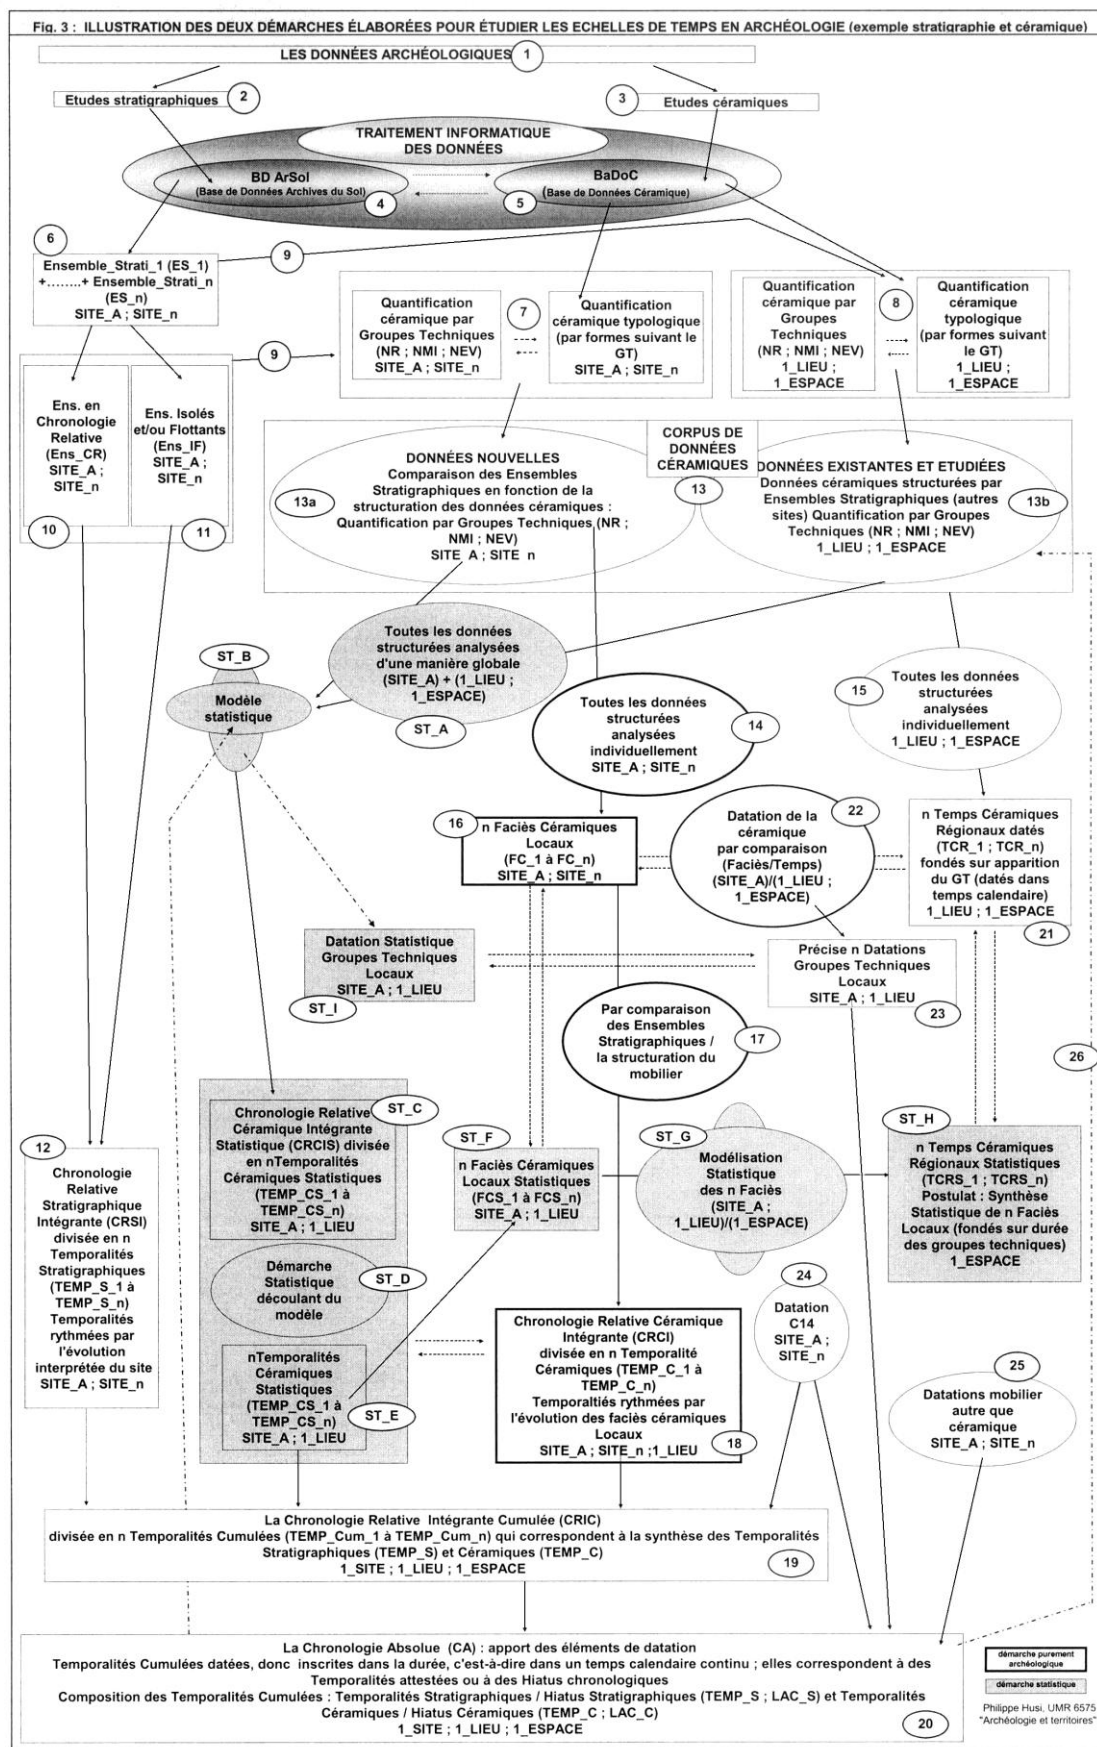 Fig. 3 : ILLUSTRATION DES DEUX DÉMARCHES ÉLABORÉES POUR ÉTUDIER LES ECHELLES DE TEMPS EN ARCHÉOLOGIE (exemple stratigraphie et céramique)
LES DONNÉES ARCHÉOLOGIQUES
1
Etudes stratigraphiques
2
3
Etudes céramiques
TRAITEMENT INFORMATIQUE
DES DONNÉES
BD ArSol
(Base de Données Archives du Sol)
4
BaDoC
(Base de Données Céramique)
5
6
Ensemble_Strati_1 (ES_1)
+........+ Ensemble_Strati_n
(ES_n)
SITE_A ; SITE_n
9
9
Quantification
céramique par
Groupes Techniques
(NR ; NMI ; NEV)
SITE_A ; SITE_n
7
Quantification
céramique typologique
(par formes suivant le
GT)
SITE_A ; SITE_n
Quantification
céramique par
Groupes
Techniques
(NR ; NMI ; NEV)
1_LIEU ;
1_ESPACE
8
Quantification
céramique
typologique
(par formes suivant
le GT)
1_LIEU ;
1_ESPACE
Ens. en
Chronologie
Relative
(Ens_CR)
SITE_A ;
SITE_n
10
Ens. Isolés
et/ou Flottants
(Ens_IF)
SITE_A ;
SITE_n
11
CORPUS DE
DONNÉES
CÉRAMIQUES
13
DONNÉES NOUVELLES
Comparaison des Ensembles
Stratigraphiques en fonction de la
structuration des données céramiques :
Quantification par Groupes Techniques (NR ;
NMI ; NEV)
SITE_A ; SITE_n
13a
DONNÉES EXISTANTES ET ETUDIÉES
Données céramiques structurées par
Ensembles Stratigraphiques (autres
sites) Quantification par Groupes
Techniques (NR ; NMI ; NEV)
1_LIEU ; 1_ESPACE
13b
Toutes les données
structurées analysées
d'une manière globale
(SITE_A) + (1_LIEU ;
1_ESPACE)
ST_A
ST_B
Modèle
statistique
Toutes les données
structurées
analysées
individuellement
SITE_A ; SITE_n
14
15
Toutes les données
structurées
analysées
individuellement
1_LIEU ; 1_ESPACE
16
n Faciès Céramiques
Locaux
(FC_1 à FC_n)
SITE_A ; SITE_n
Datation de la
céramique
par comparaison
(Faciès/Temps)
(SITE_A)/(1_LIEU ;
1_ESPACE)
22
n Temps Céramiques
Régionaux datés
(TCR_1 ; TCR_n)
fondés sur apparition
du GT (datés dans
temps calendaire)
1_LIEU ; 1_ESPACE
21
Datation Statistique
Groupes Techniques
Locaux
SITE_A ; 1_LIEU
ST_I
Précise n Datations
Groupes Techniques
Locaux
SITE_A ; 1_LIEU
23
Par comparaison
des Ensembles
Stratigraphiques /
la structuration du
mobilier
17
26
12
Chronologie
Relative
Stratigraphique
Intégrante (CRSI)
divisée en n
Temporalités
Stratigraphiques
(TEMP_S_1 à
TEMP_S_n)
Temporalités
rythmées par
l'évolution
interprétée du site
SITE_A ; SITE_n
Chronologie Relative
Céramique Intégrante
Statistique (CRCIS) divisée
en nTemporalités
Céramiques Statistiques
(TEMP_CS_1 à
TEMP_CS_n)
SITE_A ; 1_LIEU
ST_C
Démarche
Statistique
découlant du
modèle
ST_D
nTemporalités
Céramiques
Statistiques
(TEMP_CS_1 à
TEMP_CS_n)
SITE_A ; 1_LIEU
ST_E
ST_F
n Faciès Céramiques
Locaux Statistiques
(FCS_1 à FCS_n)
SITE_A ; 1_LIEU
ST_G
Modélisation
Statistique
des n Faciès
(SITE_A ;
1_LIEU)/(1_ESPACE)
ST_H
n Temps Céramiques
Régionaux Statistiques
(TCRS_1 ; TCRS_n)
Postulat : Synthèse
Statistique de n Faciès
Locaux (fondés sur durée
des groupes techniques)
1_ESPACE
24
Datation
C14
SITE_A ;
SITE_n
25
Datations mobilier
autre que
céramique
SITE_A ; SITE_n
Chronologie Relative Céramique
Intégrante (CRCI)
divisée en n Temporalité
Céramiques (TEMP_C_1 à
TEMP_C_n)
Temporaltiés rythmées par
l'évolution des faciès céramiques
Locaux
SITE_A ; SITE_n ;1_LIEU
18
La Chronologie Relative Intégrante Cumulée (CRIC)
divisée en n Temporalités Cumulées (TEMP_Cum_1 à TEMP_Cum_n) qui correspondent à la synthèse des Temporalités
Stratigraphiques (TEMP_S) et Céramiques (TEMP_C)
1_SITE ; 1_LIEU ; 1_ESPACE
19
La Chronologie Absolue (CA) : apport des éléments de datation
Temporalités Cumulées datées, donc inscrites dans la durée, c'est-à-dire dans un temps calendaire continu ; elles correspondent à des
Temporalités attestées ou à des Hiatus chronologiques
Composition des Temporalités Cumulées : Temporalités Stratigraphiques / Hiatus Stratigraphiques (TEMP_S ; LAC_S) et Temporalités
Céramiques / Hiatus Céramiques (TEMP_C ; LAC_C)
1_SITE ; 1_LIEU ; 1_ESPACE
20
démarche purement
archéologique
démarche statistique
Philippe Husi, UMR 6575
"Archéologie et territoires"